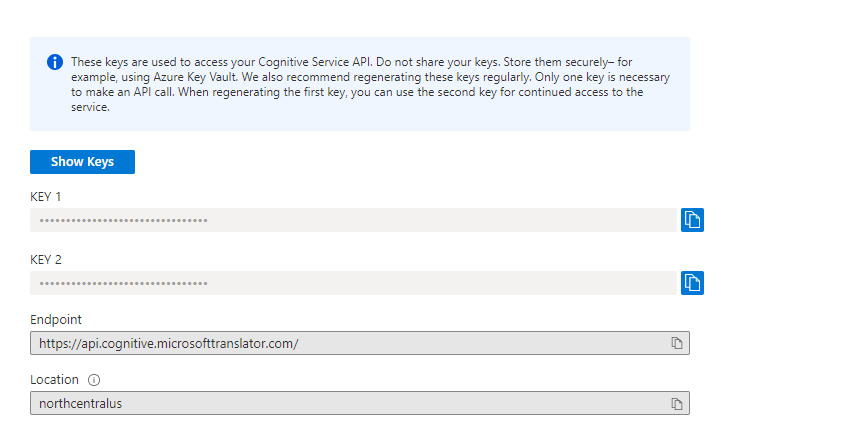 These keys are used to access your Cognitive Service API. Do not share your keys. Store them securely– for
example, using Azure Key Vault. We also recommend regenerating these keys regularly. Only one key is necessary
to make an API call. When regenerating the first key, you can use the second key for continued access to the
service.
Show Keys
KEY 1
••••••••••••••••••••••••••••••••
KEY 2
••••••••••••••••••••••••••••••••
Endpoint
https://api.cognitive.microsofttranslator.com/
Location
northcentralus